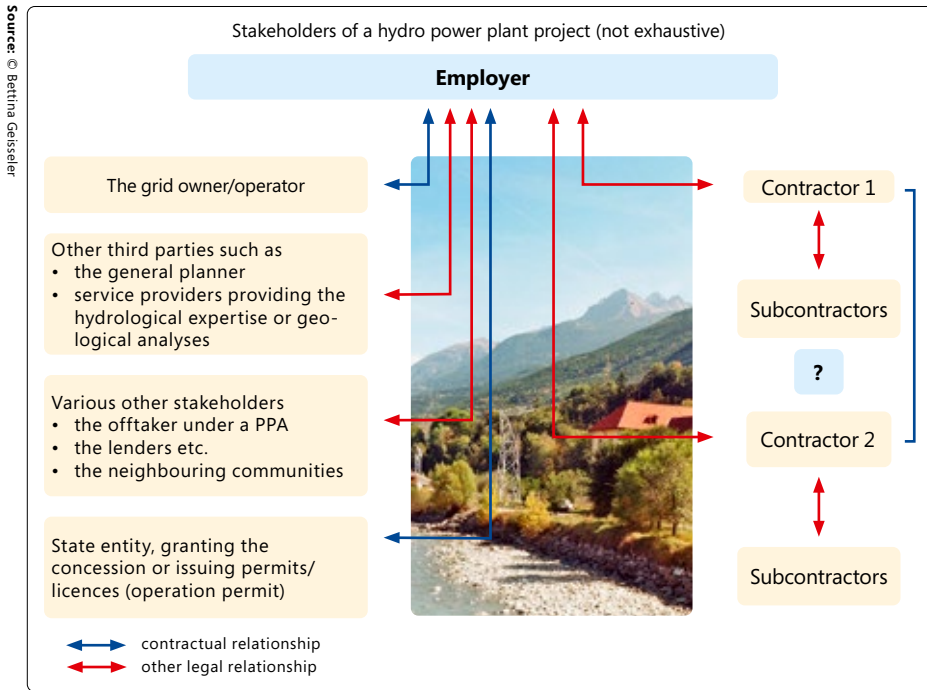 Source: © Bettina Geisseler
Stakeholders of a hydro power plant project (not exhaustive)
Employer
The grid owner/operator
Other third parties such as
• the general planner
• service providers providing the
hydrological expertise or geo-
logical analyses
Various other stakeholders
• the offtaker under a PPA
• the lenders etc.
• the neighbouring communities
State entity, granting the
concession or issuing permits/
licences (operation permit)
Contractor 1
Subcontractors
?
Contractor 2
Subcontractors
contractual relationship
other legal relationship